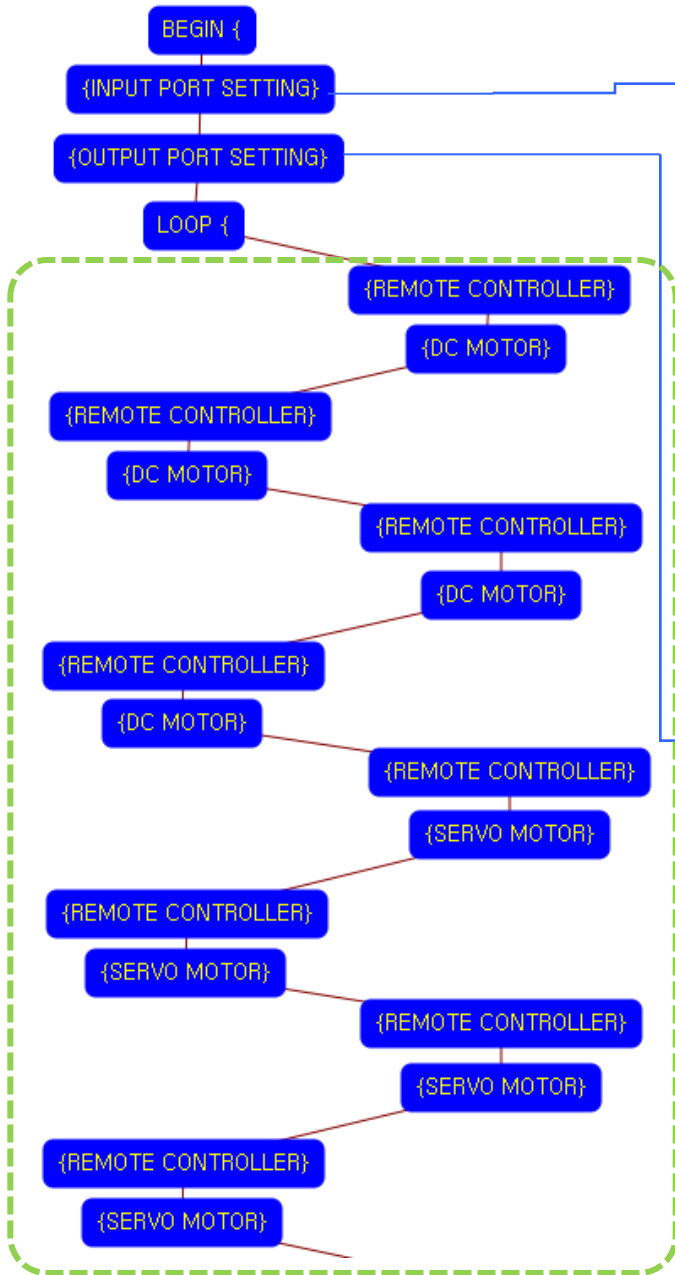 BEGIN {
{INPUT PORT SETTING}
{OUTPUT PORT SETTING}
LOOP {
{REMOTE CONTROLLER}
{DC MOTOR}
{REMOTE CONTROLLER}
{DC MOTOR}
{REMOTE CONTROLLER}
{DC MOTOR}
{REMOTE CONTROLLER}
{DC MOTOR}
{REMOTE CONTROLLER}
{SERVO MOTOR}
{REMOTE CONTROLLER}
{SERVO MOTOR}
{REMOTE CONTROLLER}
{SERVO MOTOR}
{REMOTE CONTROLLER}
{SERVO MOTOR}